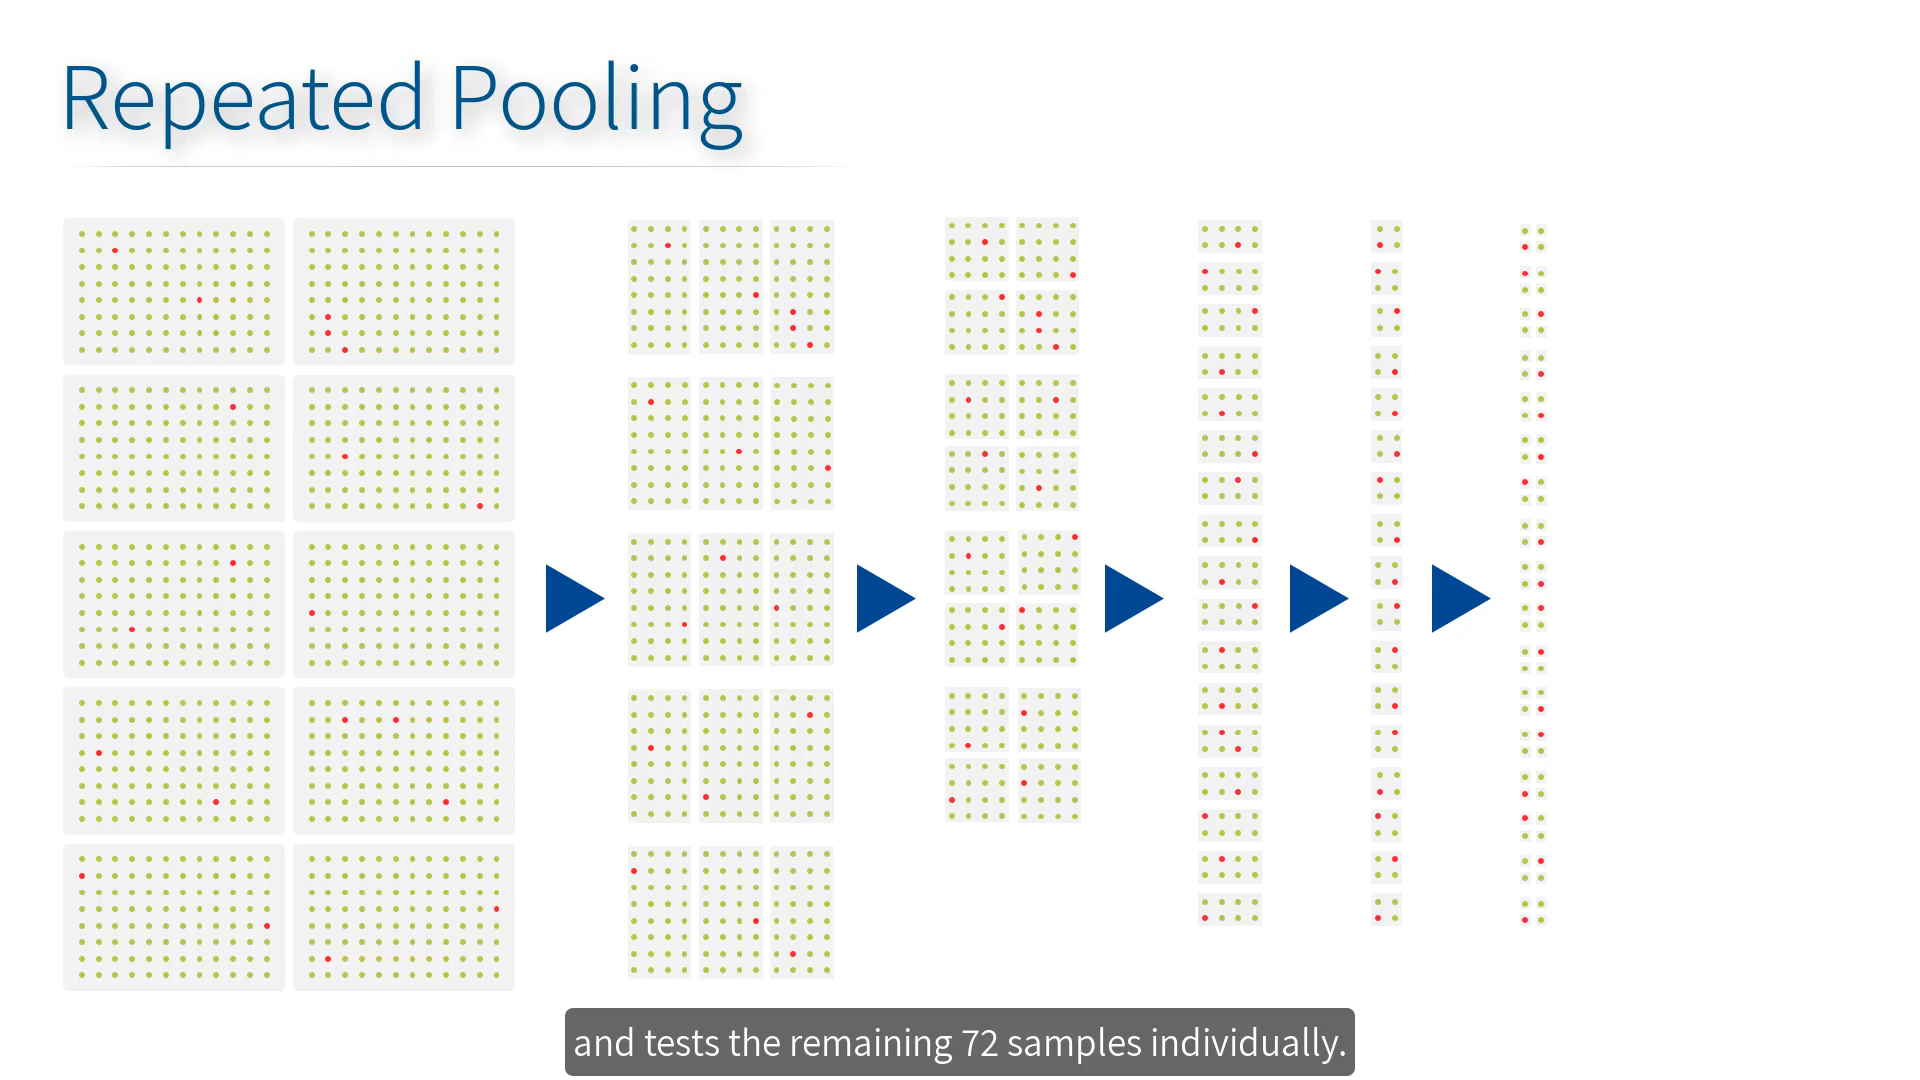 Repeated Pooling
and tests the remaining 72 samples individually.